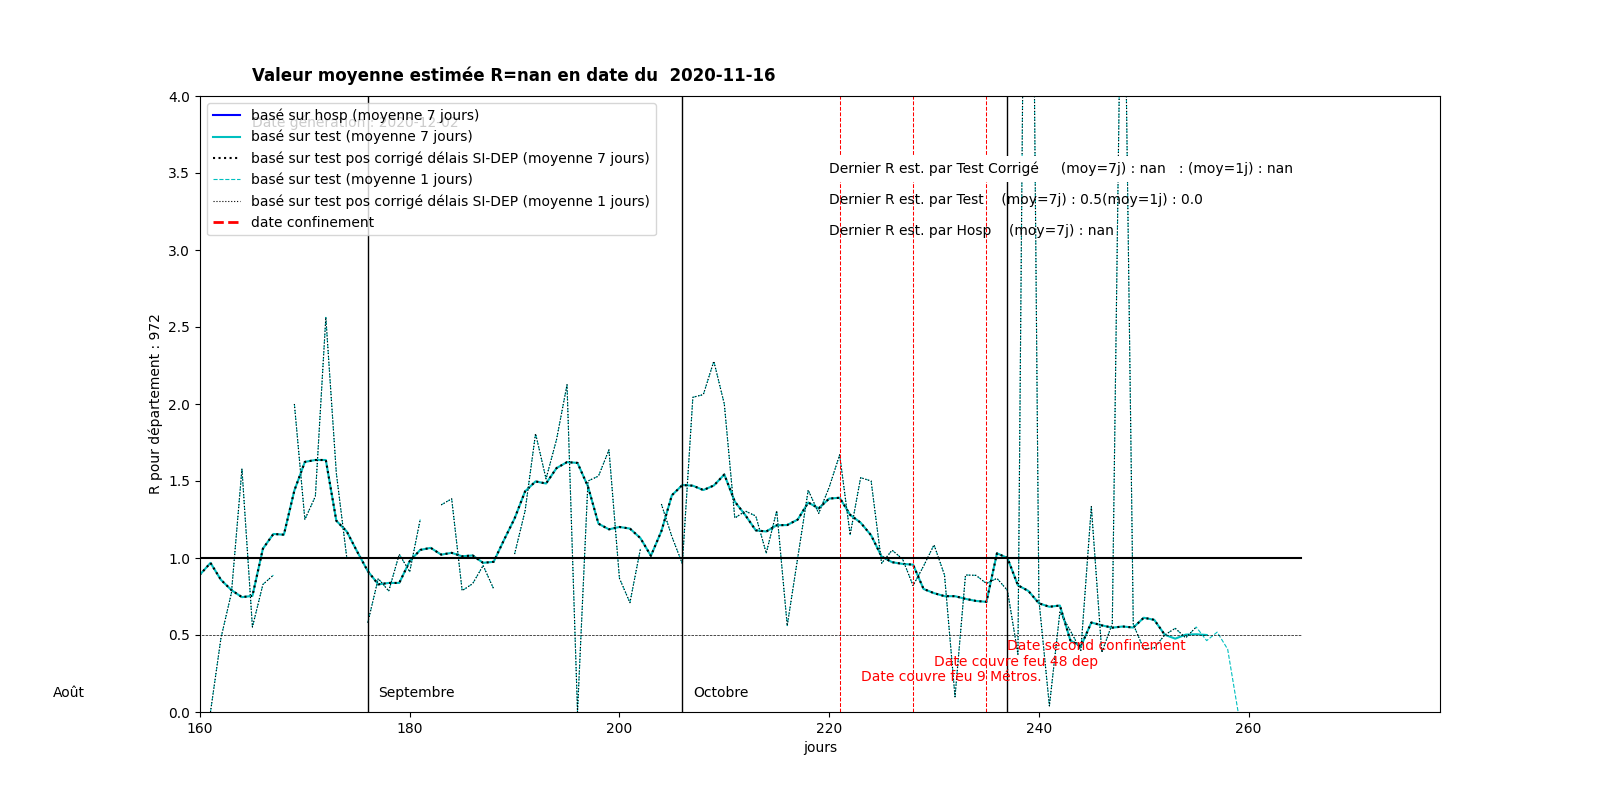 Valeur moyenne estimée R=nan en date du 2020-11-16
Date génération : 2020-12-02
basé sur hosp (moyenne 7 jours)
basé sur test (moyenne 7 jours)
basé sur test pos corrigé délais SI-DEP (moyenne 7 jours)
basé sur test (moyenne 1 jours)
basé sur test pos corrigé délais SI-DEP (moyenne 1 jours)
date confinement
Dernier R est. par Test Corrigé (moy=7j) : nan : (moy=1j) : nan
Dernier R est. par Test (moy=7j) : 0.5(moy=1j) : 0.0
Dernier R est. par Hosp (moy=7j) : nan
4.0
3.5
3.0
2.5
2.0
1.5
1.0
0.5
0.0
R pour département : 972
Date second confinement
Date couvre feu 48 dep
Date couvre feu 9 Métros.
Août
Septembre
Octobre
160 180 200 220 240 260
jours